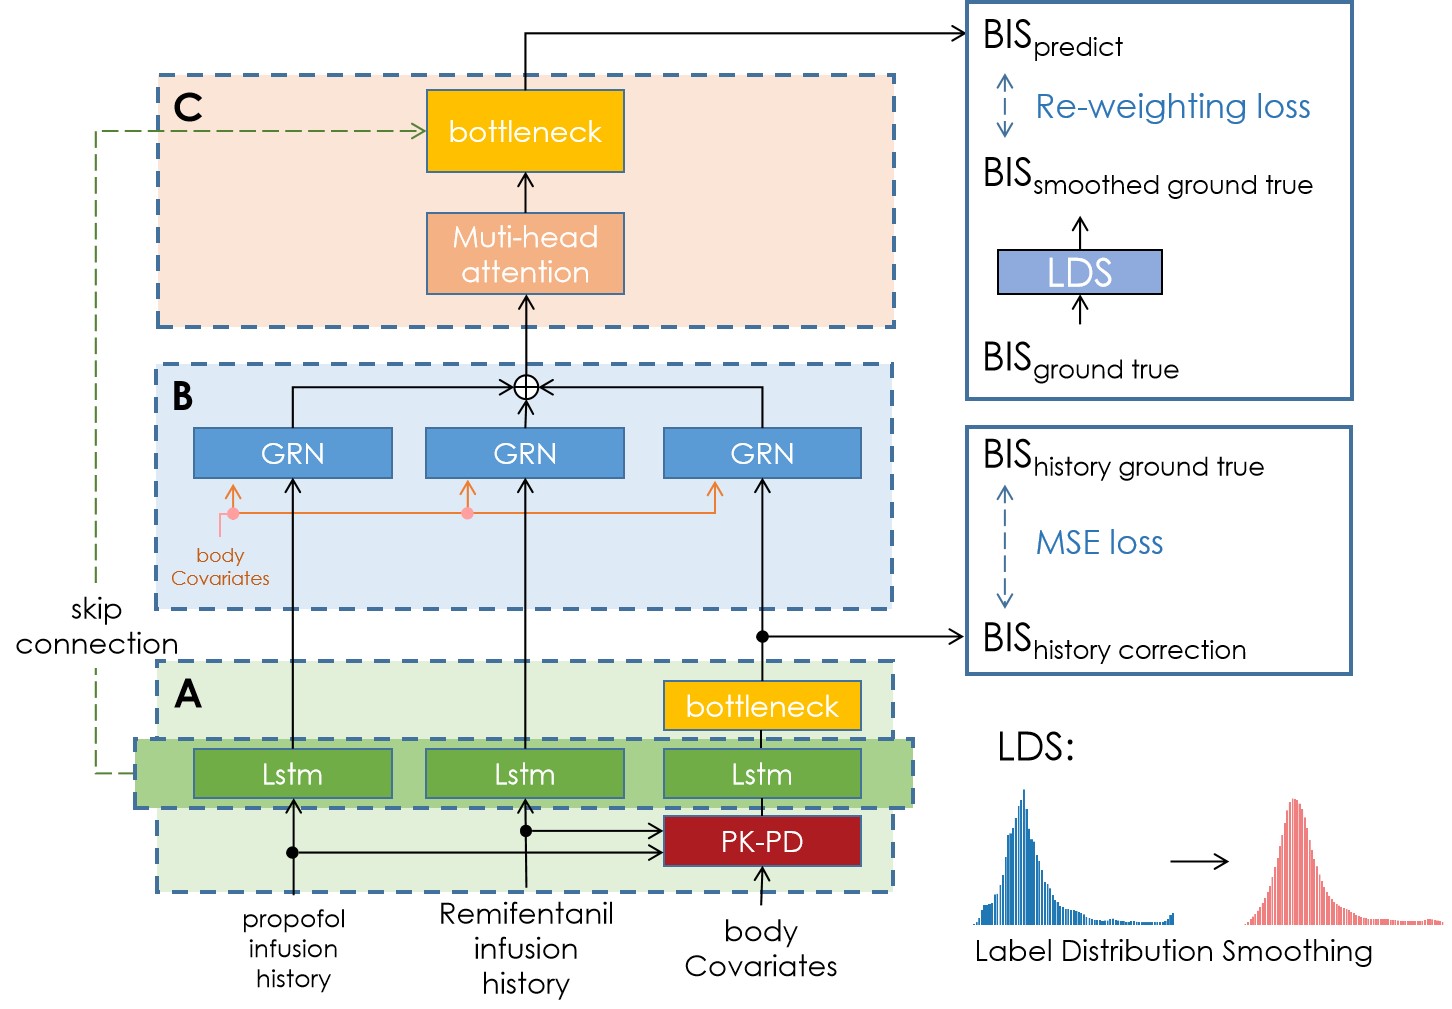 C
bottleneck
Muti-head
attention
B
GRN
GRN
GRN
body
Covariates
skip
connection
A
bottleneck
Lstm
Lstm
Lstm
PK-PD
propofol
infusion
history
Remifentanil
infusion
history
body
Covariates
BIS predict
Re-weighting loss
BIS smoothed ground true
LDS
BIS ground true
BIS history ground true
MSE loss
BIS history correction
LDS:
Label Distribution Smoothing